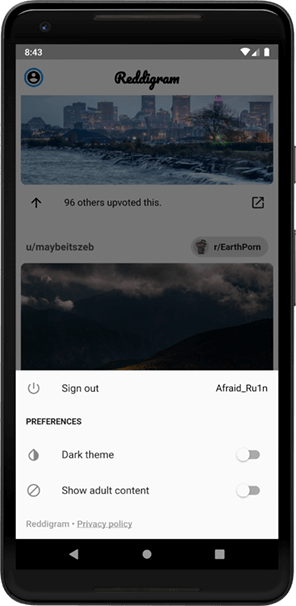 8:43
Reddigram
96 others upvoted this.
u/maybeitszeb r/EarthPorn
Sign out Afraid_Ru1n
PREFERENCES
Dark theme
Show adult content
Reddigram • Privacy policy